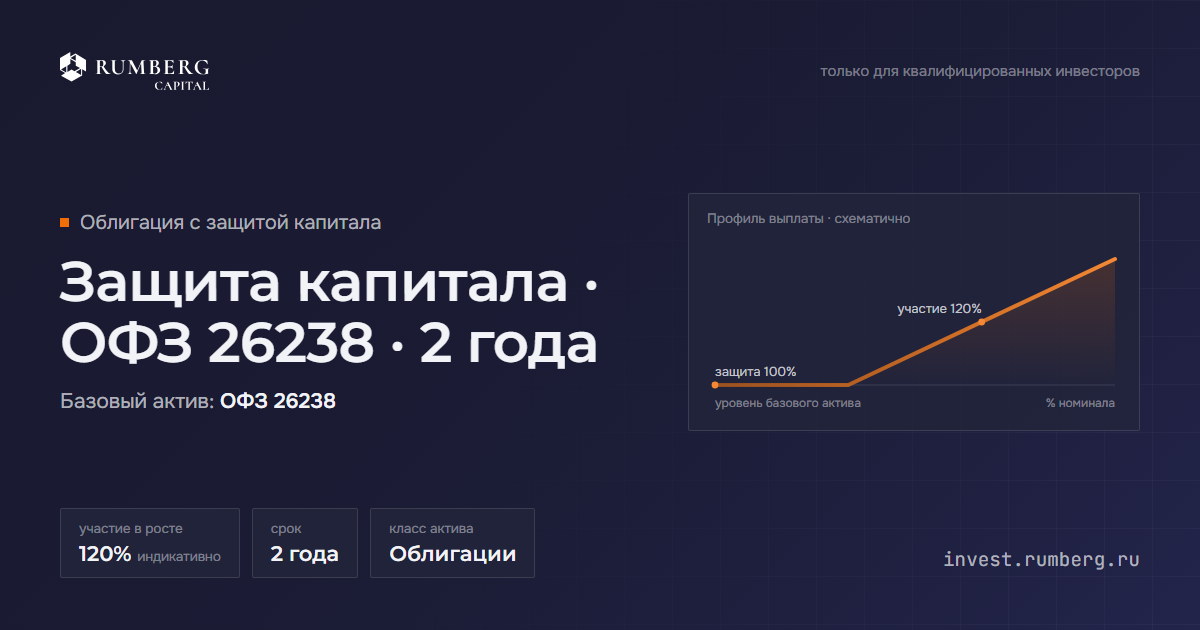 RUMBERG
CAPITAL
только для квалифицированных инвесторов
Облигация с защитой капитала
Защита капитала ·
ОФЗ 26238 · 2 года
Базовый актив: ОФЗ 26238
Профиль выплаты · схематично
участие 120%
защита 100%
уровень базового актива
% номинала
участие в росте
120% индикативно
срок
2 года
класс актива
Облигации
invest.rumberg.ru